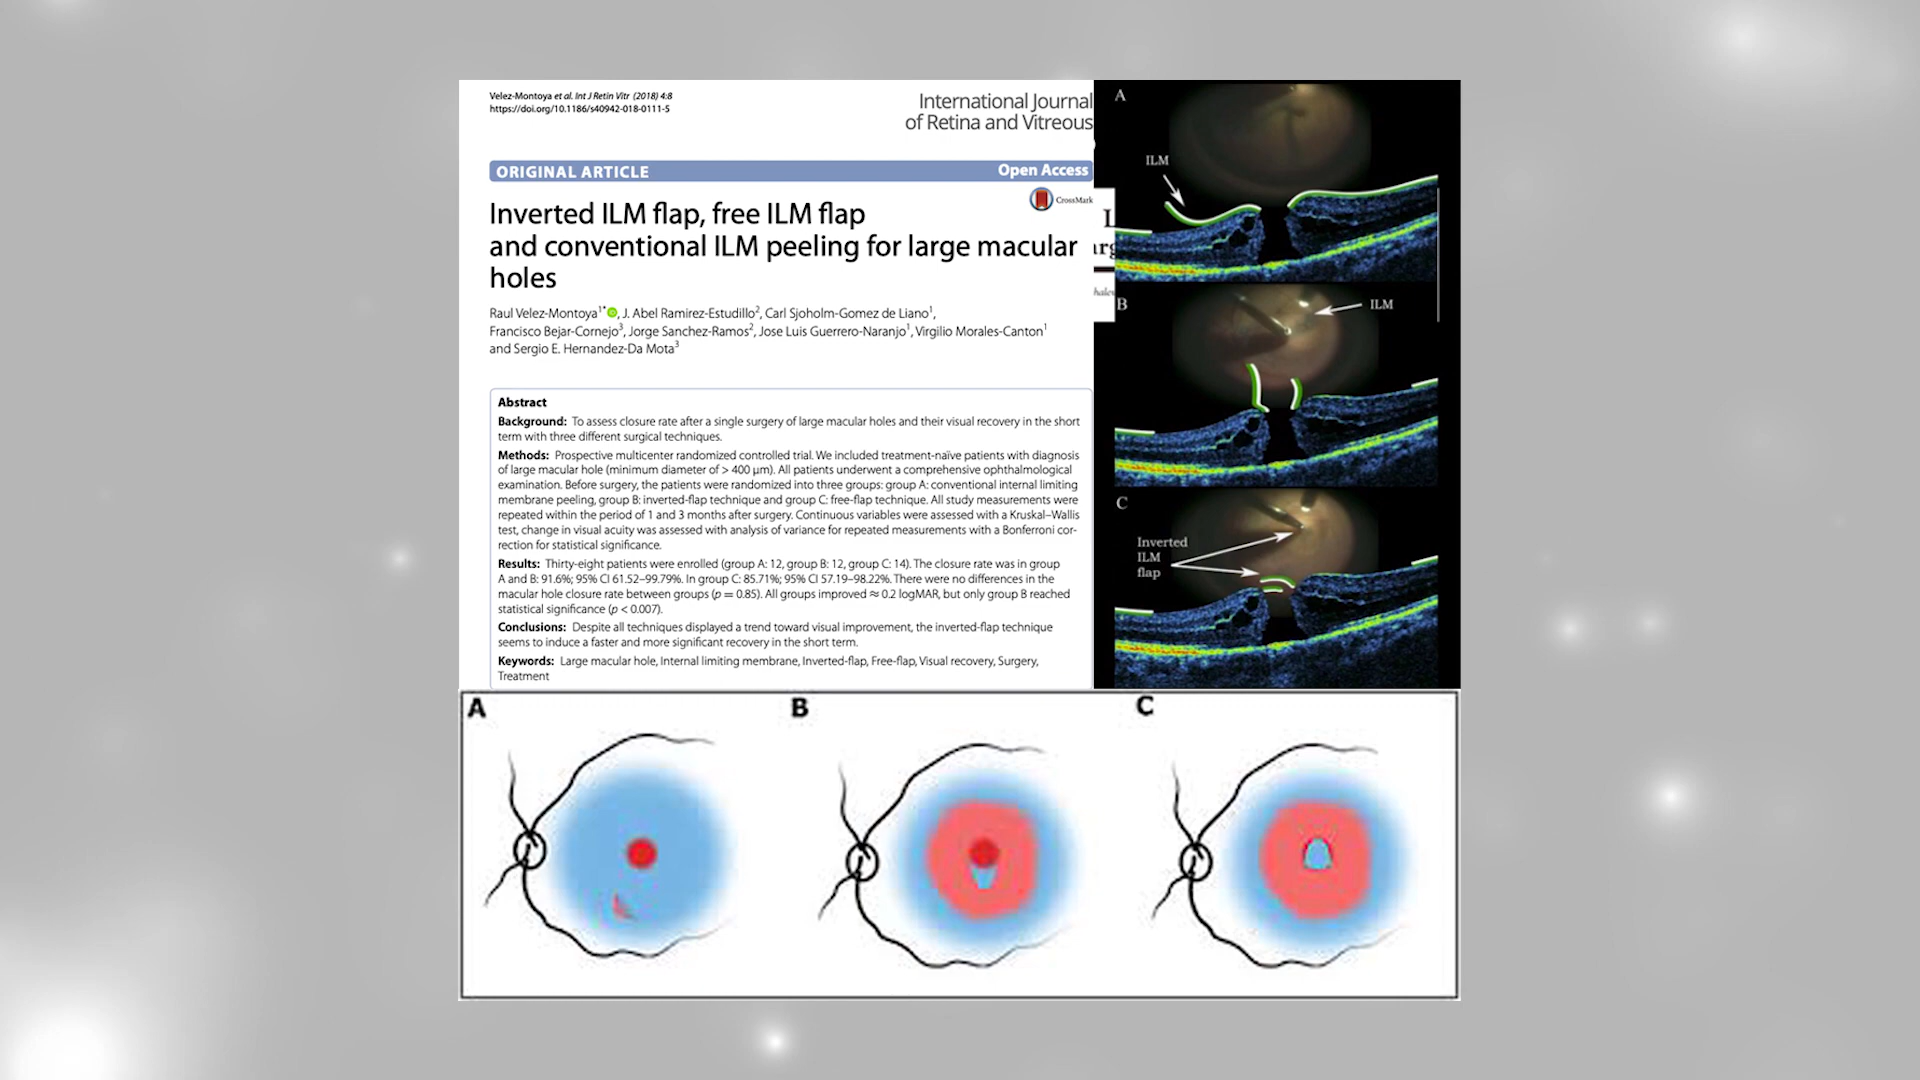 Velez-Montoya et al. Int J Retin Vitr (2018) 4:8
https://doi.org/10.1186/s40942-018-0111-5
International Journal
of Retina and Vitreous
ORIGINAL ARTICLE
Open Access
CrossMark
Inverted ILM flap, free ILM flap
and conventional ILM peeling for large macular
holes
Raul Velez-Montoya1*, J. Abel Ramirez-Estudillo2, Carl Sjoholm-Gomez de Liano1,
Francisco Bejar-Cornejo3, Jorge Sanchez-Ramos2, Jose Luis Guerrero-Naranjo1, Virgilio Morales-Canton1
and Sergio E. Hernandez-Da Mota3
Abstract
Background: To assess closure rate after a single surgery of large macular holes and their visual recovery in the short
term with three different surgical techniques.
Methods: Prospective multicenter randomized controlled trial. We included treatment-naïve patients with diagnosis
of large macular hole (minimum diameter of > 400 μm). All patients underwent a comprehensive ophthalmological
examination. Before surgery, the patients were randomized into three groups: group A: conventional internal limiting
membrane peeling, group B: inverted-flap technique and group C: free-flap technique. All study measurements were
repeated within the period of 1 and 3 months after surgery. Continuous variables were assessed with a Kruskal–Wallis
test, change in visual acuity was assessed with analysis of variance for repeated measurements with a Bonferroni cor-
rection for statistical significance.
Results: Thirty-eight patients were enrolled (group A: 12, group B: 12, group C: 14). The closure rate was in group
A and B: 91.6%; 95% CI 61.52–99.79%. In group C: 85.71%; 95% CI 57.19–98.22%. There were no differences in the
macular hole closure rate between groups (p = 0.85). All groups improved ≈ 0.2 logMAR, but only group B reached
statistical significance (p < 0.007).
Conclusions: Despite all techniques displayed a trend toward visual improvement, the inverted-flap technique
seems to induce a faster and more significant recovery in the short term.
Keywords: Large macular hole, Internal limiting membrane, Inverted-flap, Free-flap, Visual recovery, Surgery,
Treatment
A
ILM
B
ILM
C
Inverted
ILM
flap
A
B
C